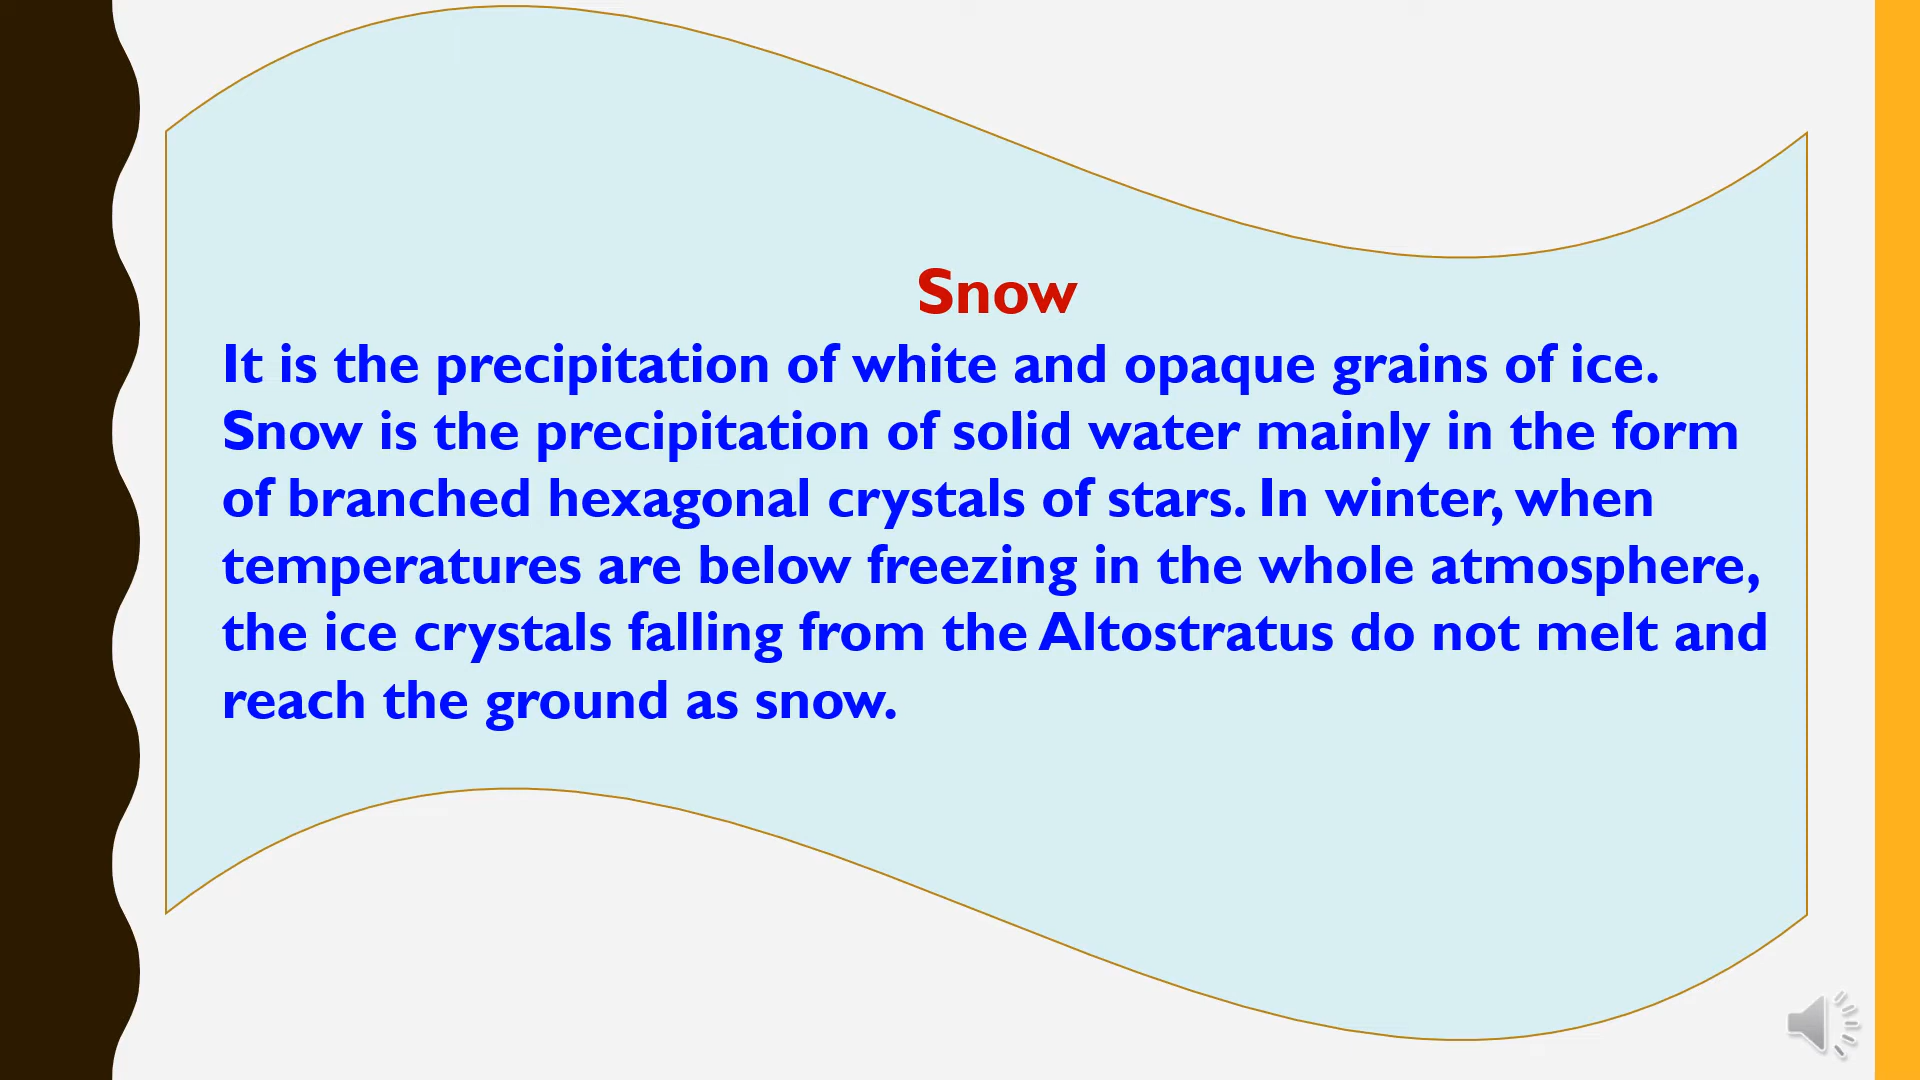 Snow
It is the precipitation of white and opaque grains of ice.
Snow is the precipitation of solid water mainly in the form
of branched hexagonal crystals of stars. In winter, when
temperatures are below freezing in the whole atmosphere,
the ice crystals falling from the Altostratus do not melt and
reach the ground as snow.